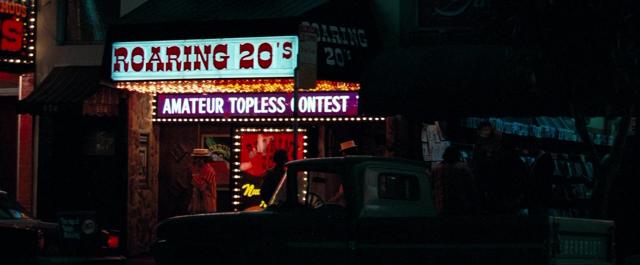 ROARING 20'S
ROARING
20's
AMATEUR TOPLESS CONTEST